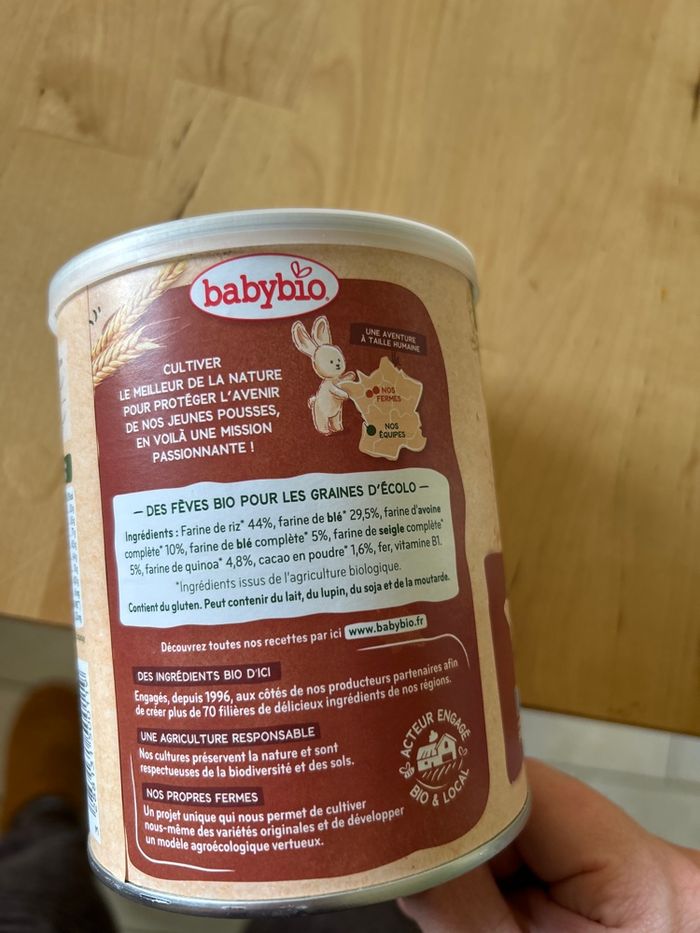 babybio
UNE AVENTURE
À TAILLE HUMAINE
NOS
FERMES
NOS
ÉQUIPES
CULTIVER
LE MEILLEUR DE LA NATURE
POUR PROTÉGER L'AVENIR
DE NOS JEUNES POUSSES,
EN VOILÀ UNE MISSION
PASSIONNANTE !
— DES FÈVES BIO POUR LES GRAINES D'ÉCOLO —
Ingrédients : Farine de riz* 44%, farine de blé* 29,5%, farine d'avoine
complète* 10%, farine de blé complète* 5%, farine de seigle complète*
5%, farine de quinoa* 4,8%, cacao en poudre* 1,6%, fer, vitamine B1.
*Ingrédients issus de l'agriculture biologique.
Contient du gluten. Peut contenir du lait, du lupin, du soja et de la moutarde.
Découvrez toutes nos recettes par ici www.babybio.fr
DES INGRÉDIENTS BIO D'ICI
Engagés, depuis 1996, aux côtés de nos producteurs partenaires afin
de créer plus de 70 filières de délicieux ingrédients de nos régions.
UNE AGRICULTURE RESPONSABLE
Nos cultures préservent la nature et sont
respectueuses de la biodiversité et des sols.
NOS PROPRES FERMES
Un projet unique qui nous permet de cultiver
nous-même des variétés originales et de développer
un modèle agroécologique vertueux.
ACTEUR ENGAGÉ
BIO & LOCAL